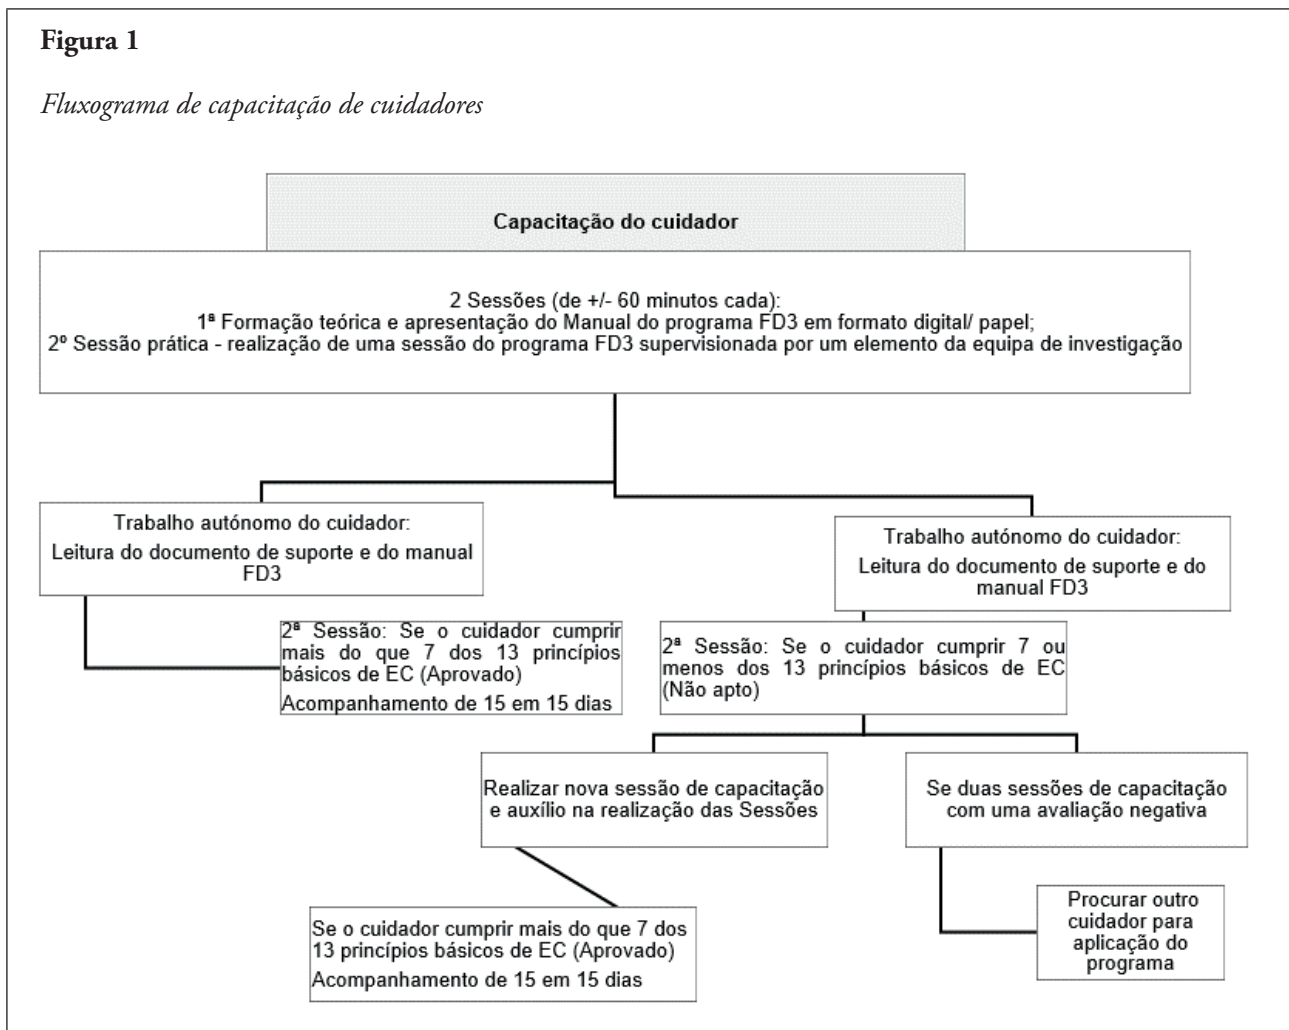 Figura 1
Fluxograma de capacitação de cuidadores
Capacitação do cuidador
2 Sessões (de +/- 60 minutos cada):
1ª Formação teórica e apresentação do Manual do programa FD3 em formato digital/ papel;
2º Sessão prática - realização de uma sessão do programa FD3 supervisionada por um elemento da equipa de investigação
Trabalho autónomo do cuidador:
Leitura do documento de suporte e do manual
FD3
Trabalho autónomo do cuidador:
Leitura do documento de suporte e do
manual FD3
2ª Sessão: Se o cuidador cumprir
mais do que 7 dos 13 princípios
básicos de EC (Aprovado)
Acompanhamento de 15 em 15 dias
2ª Sessão: Se o cuidador cumprir 7 ou
menos dos 13 princípios básicos de EC
(Não apto)
Realizar nova sessão de capacitação
e auxílio na realização das Sessões
Se duas sessões de capacitação
com uma avaliação negativa
Se o cuidador cumprir mais do que 7 dos
13 princípios básicos de EC (Aprovado)
Acompanhamento de 15 em 15 dias
Procurar outro
cuidador para
aplicação do
programa